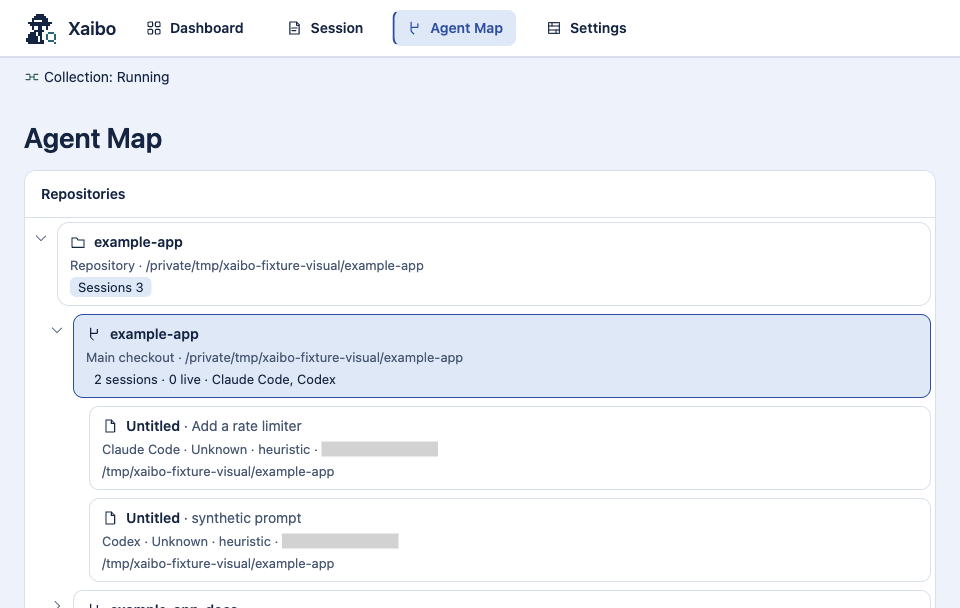 Xaibo
Dashboard
Session
Agent Map
Settings
Collection: Running
Agent Map
Repositories
example-app
Repository · /private/tmp/xaibo-fixture-visual/example-app
Sessions 3
example-app
Main checkout · /private/tmp/xaibo-fixture-visual/example-app
2 sessions · 0 live · Claude Code, Codex
Untitled · Add a rate limiter
Claude Code · Unknown · heuristic ·
/tmp/xaibo-fixture-visual/example-app
Untitled · synthetic prompt
Codex · Unknown · heuristic ·
/tmp/xaibo-fixture-visual/example-app